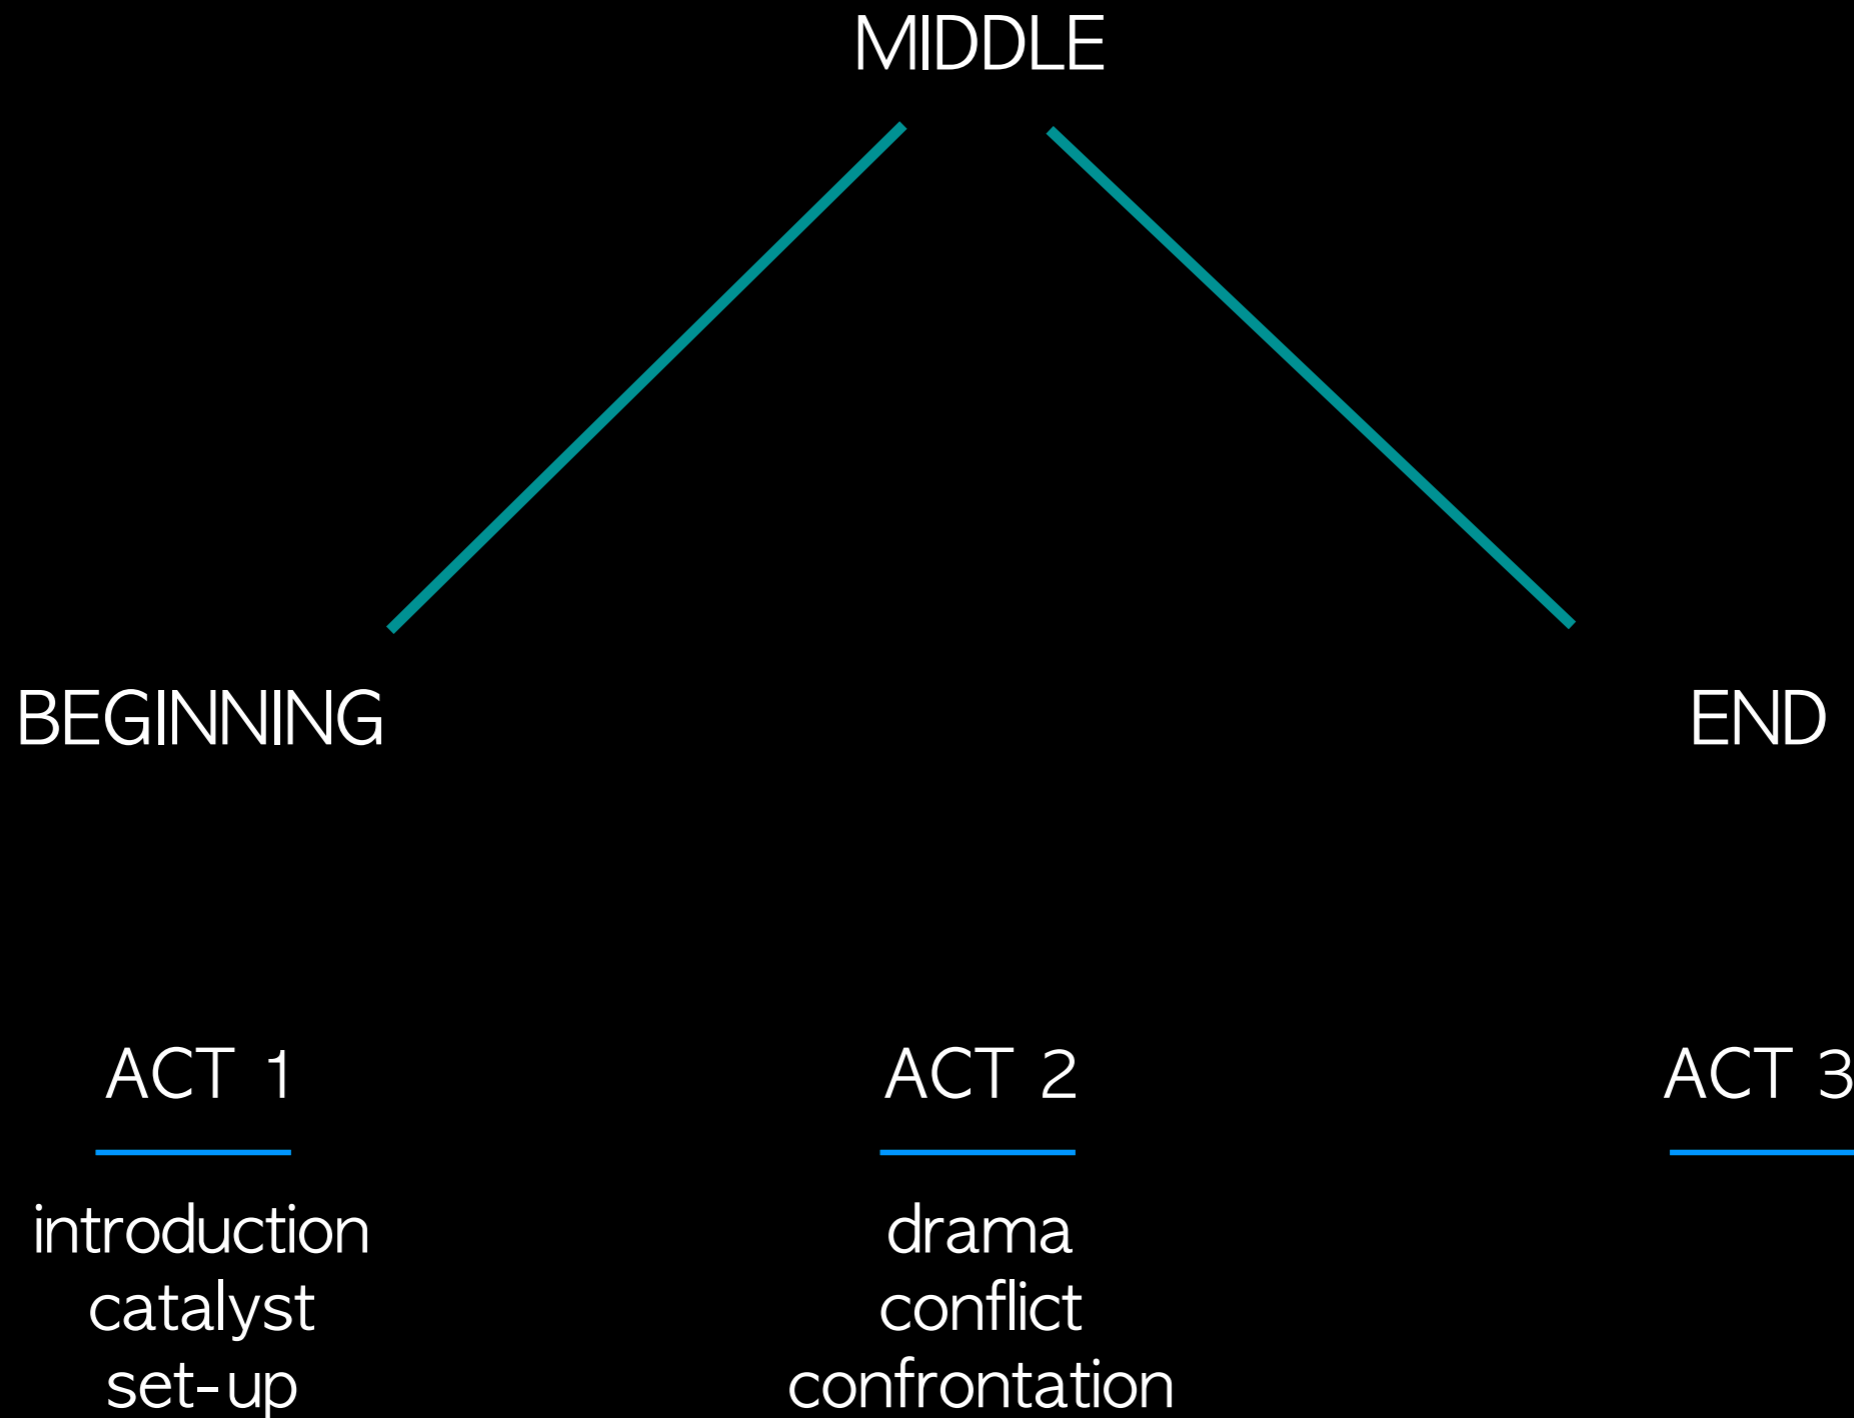 MIDDLE
BEGINNING
END
ACT 1
introduction
catalyst
set-up
ACT 2
drama
conflict
confrontation
ACT 3